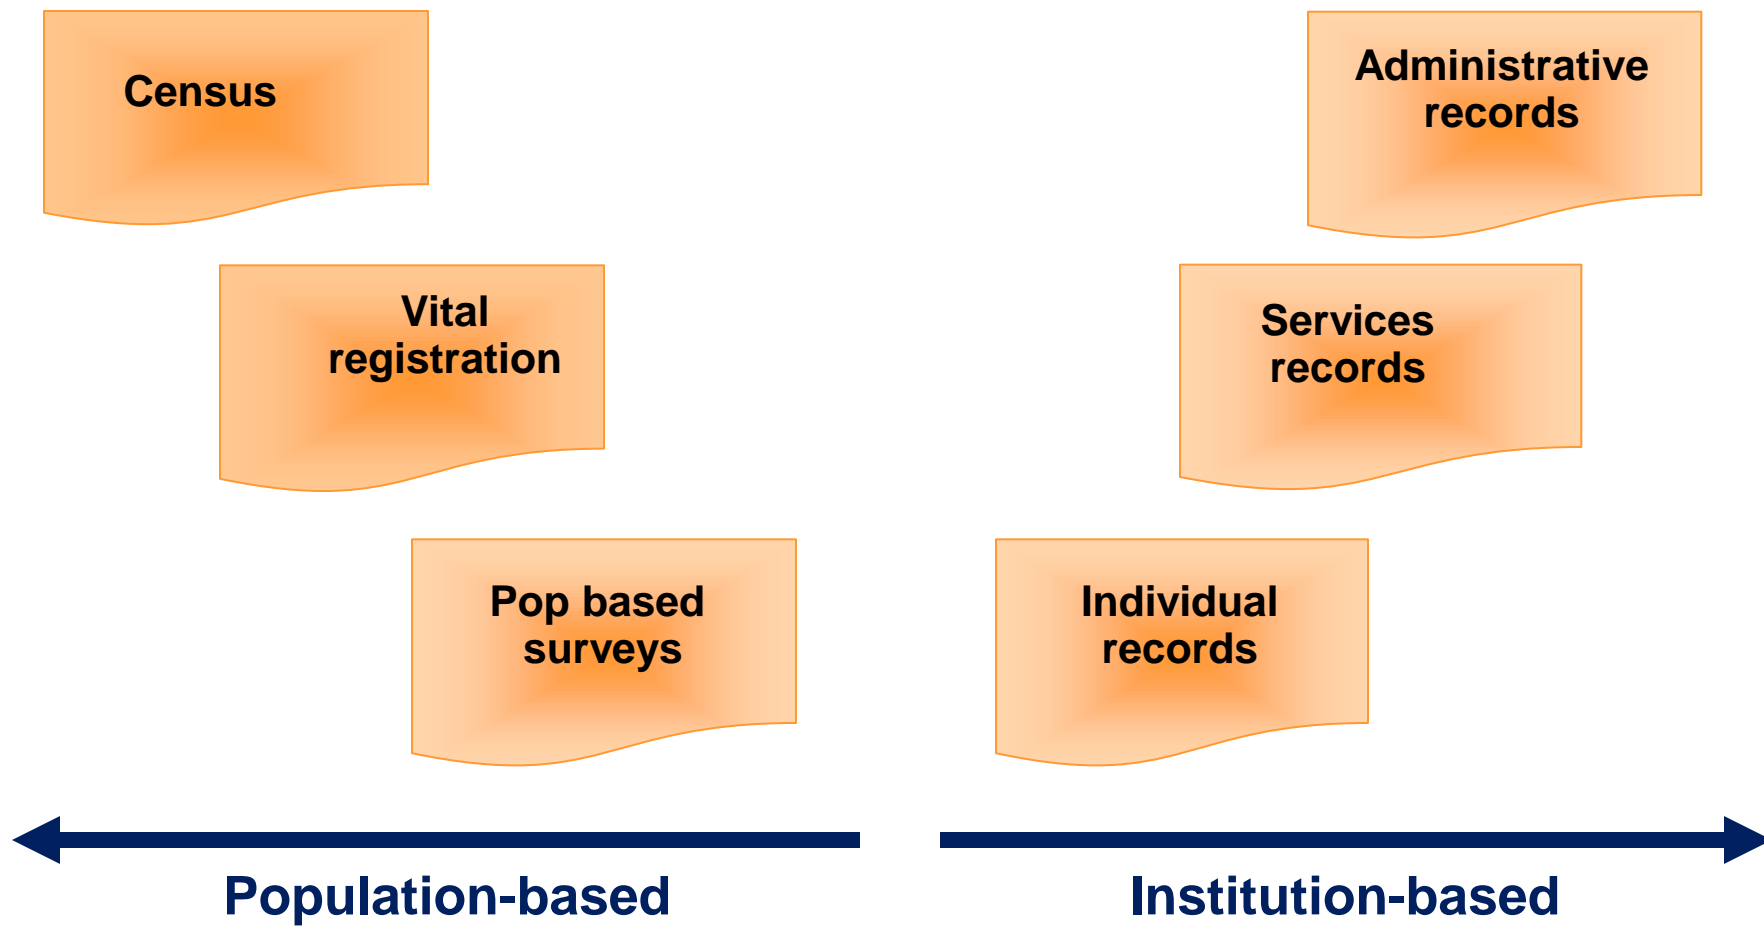 Census
Administrative
records
Vital
registration
Services
records
Pop based
surveys
Individual
records
Population-based
Institution-based